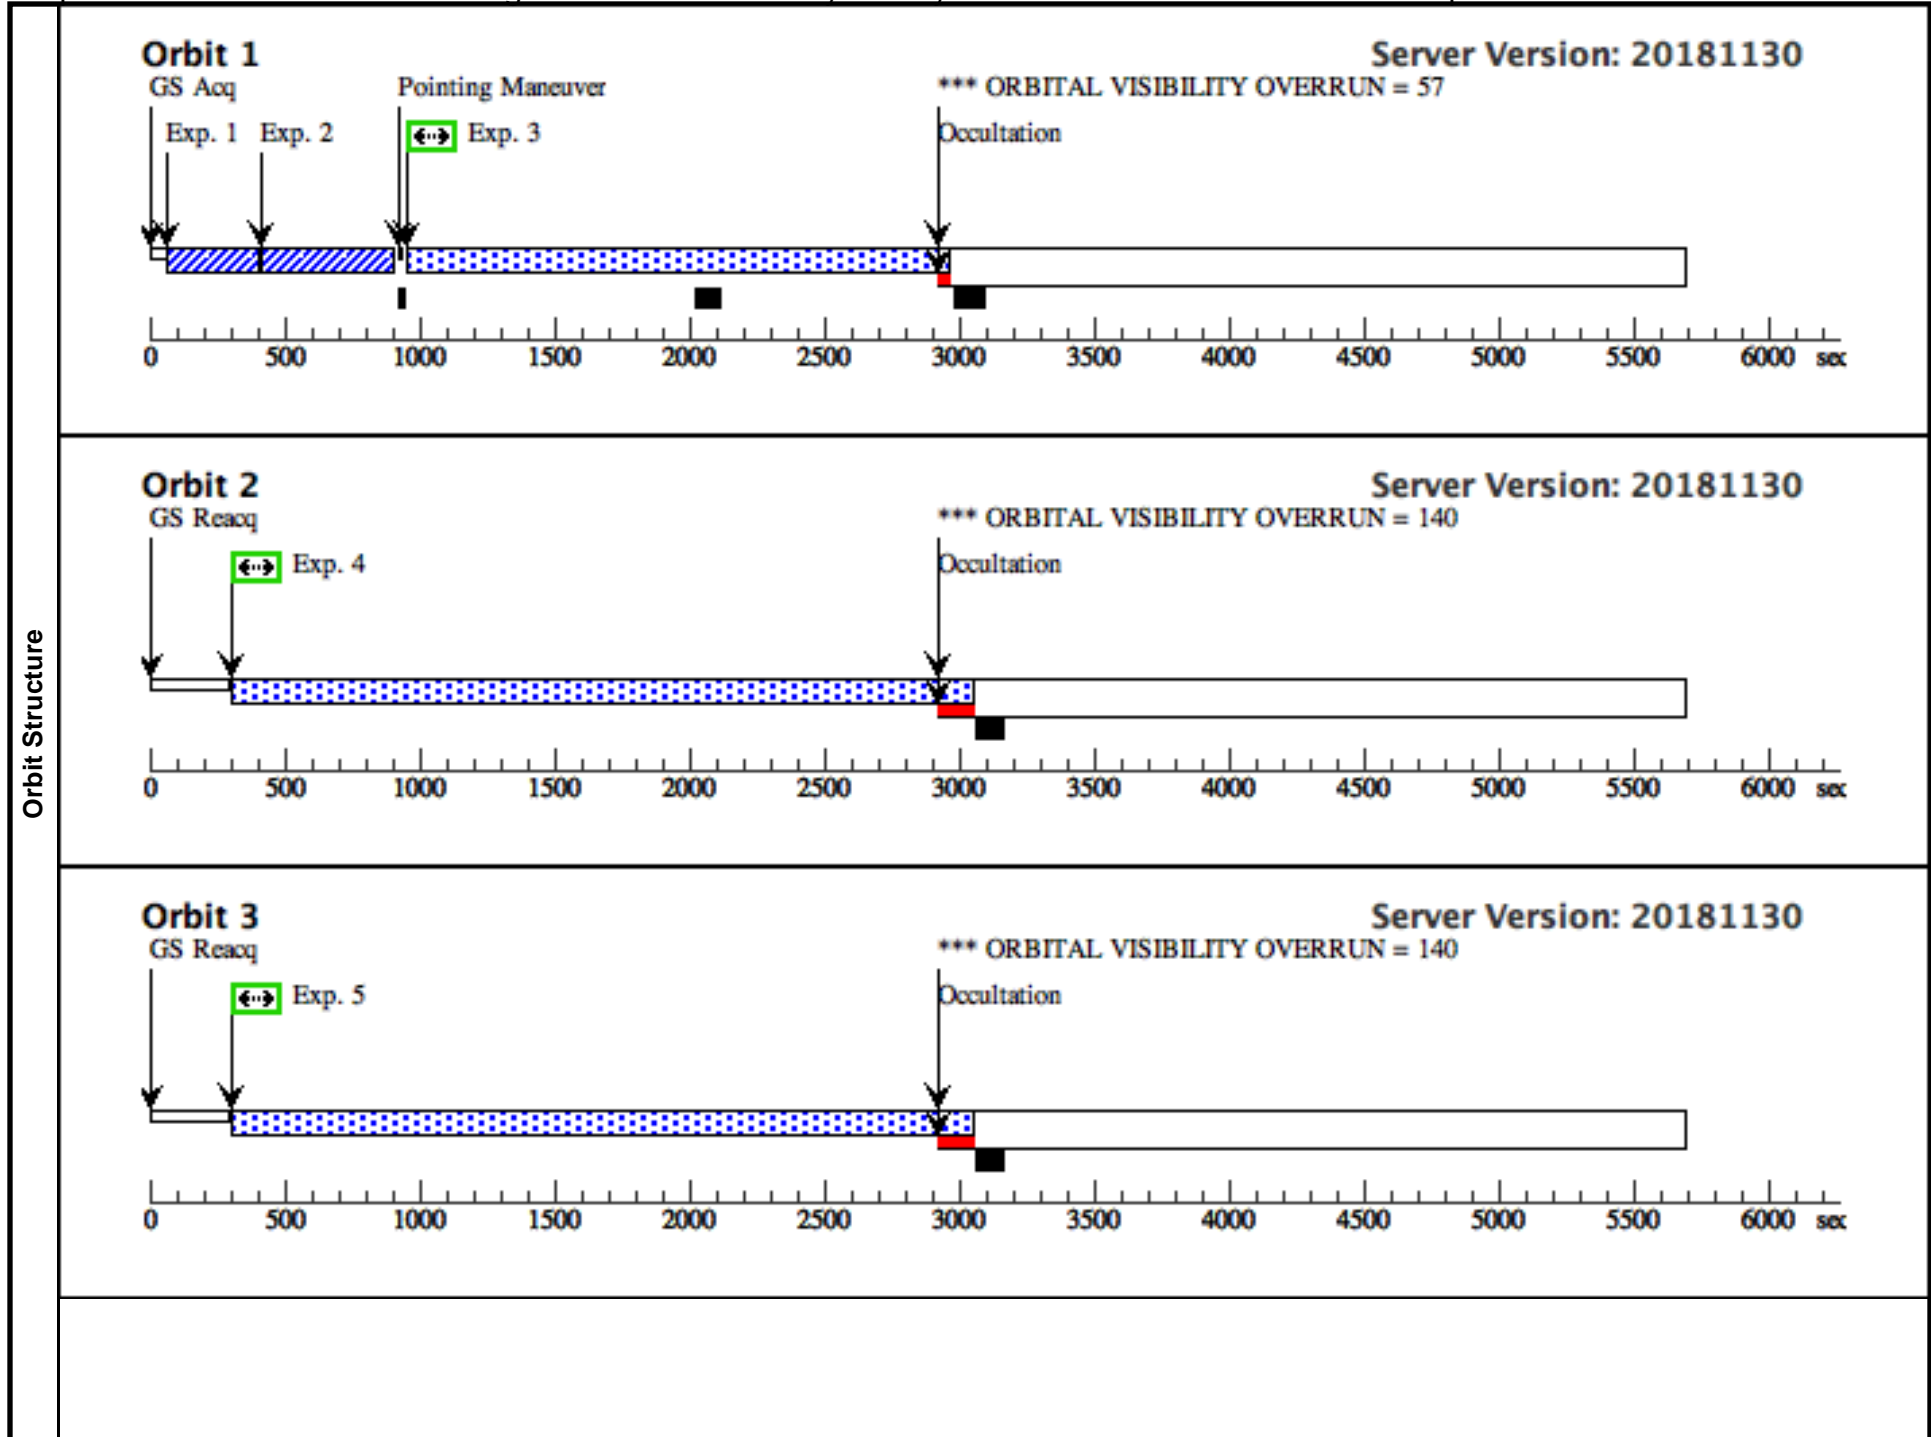 Orbit Structure
Orbit 1 Server Version: 20181130
GS Acq Pointing Maneuver *** ORBITAL VISIBILITY OVERRUN = 57
Exp. 1 Exp. 2 Exp. 3 Occultation
0 500 1000 1500 2000 2500 3000 3500 4000 4500 5000 5500 6000 sec
Orbit 2 Server Version: 20181130
GS Reacq *** ORBITAL VISIBILITY OVERRUN = 140
Exp. 4 Occultation
0 500 1000 1500 2000 2500 3000 3500 4000 4500 5000 5500 6000 sec
Orbit 3 Server Version: 20181130
GS Reacq *** ORBITAL VISIBILITY OVERRUN = 140
Exp. 5 Occultation
0 500 1000 1500 2000 2500 3000 3500 4000 4500 5000 5500 6000 sec